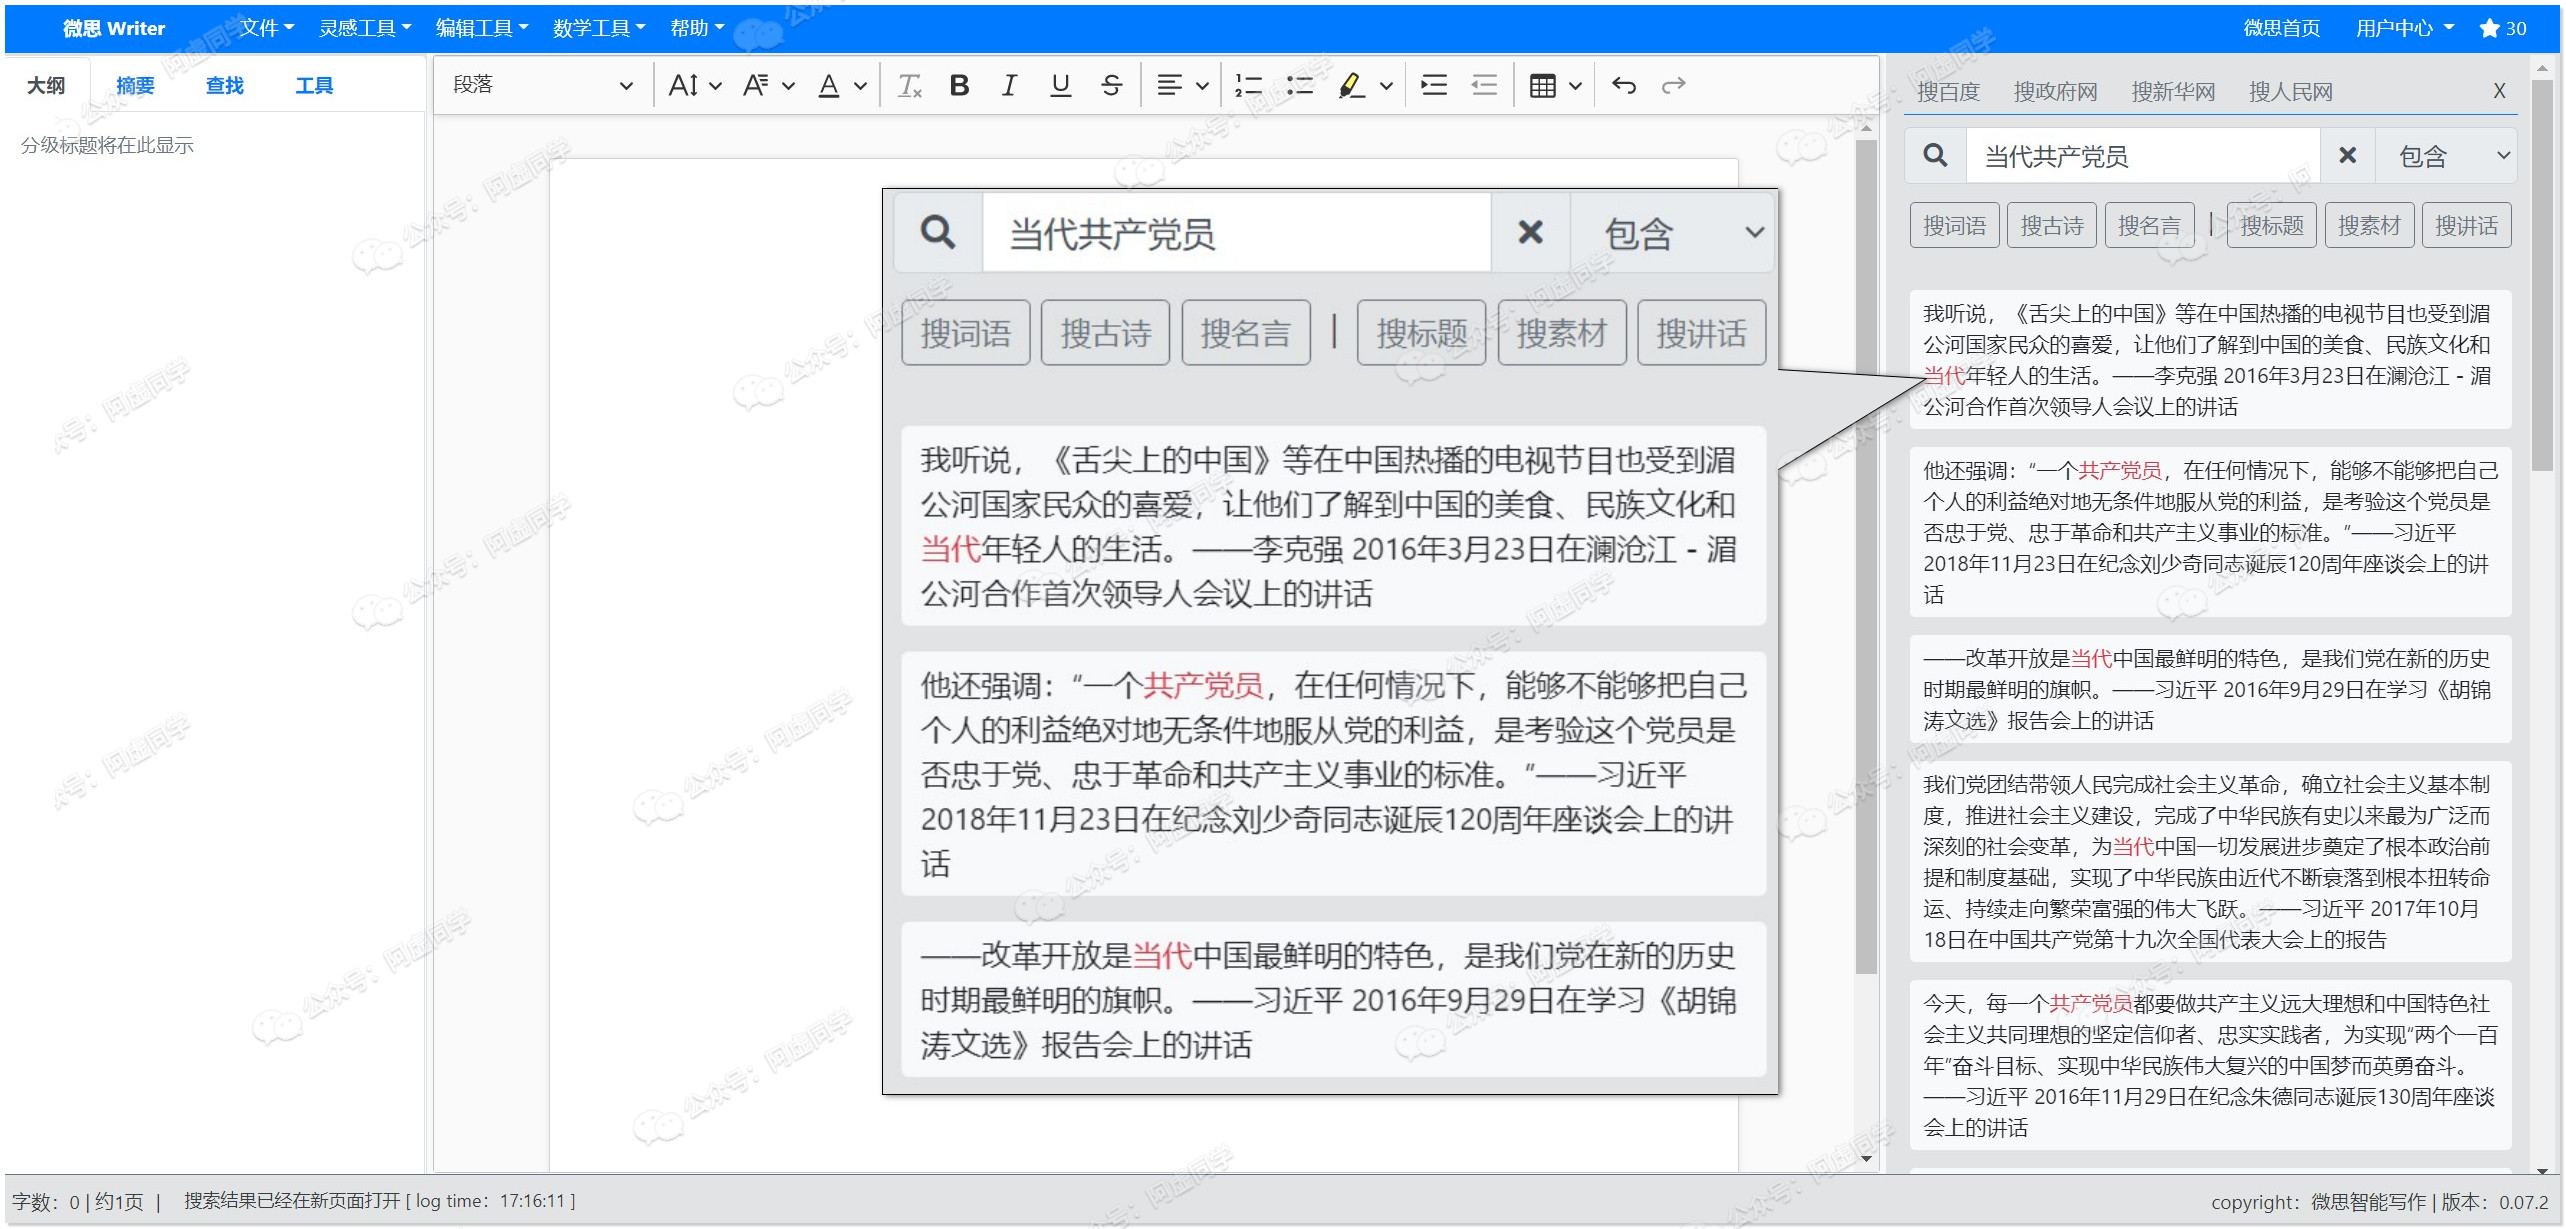 微思 Writer 文件 灵感工具 编辑工具 数学工具 帮助 微思首页 用户中心 30
大纲 摘要 查找 工具
分级标题将在此显示
段落
当代共产党员 包含
搜词语 搜古诗 搜名言 | 搜标题 搜素材 搜讲话
我听说，《舌尖上的中国》等在中国热播的电视节目也受到湄
公河国家民众的喜爱，让他们了解到中国的美食、民族文化和
当代年轻人的生活。——李克强 2016年3月23日在澜沧江 - 湄
公河合作首次领导人会议上的讲话
他还强调：“一个共产党员，在任何情况下，能够不能够把自己
个人的利益绝对地无条件地服从党的利益，是考验这个党员是
否忠于党、忠于革命和共产主义事业的标准。”——习近平
2018年11月23日在纪念刘少奇同志诞辰120周年座谈会上的讲
话
——改革开放是当代中国最鲜明的特色，是我们党在新的历史
时期最鲜明的旗帜。——习近平 2016年9月29日在学习《胡锦
涛文选》报告会上的讲话
搜百度 搜政府网 搜新华网 搜人民网 X
当代共产党员 包含
搜词语 搜古诗 搜名言 | 搜标题 搜素材 搜讲话
我听说，《舌尖上的中国》等在中国热播的电视节目也受到湄
公河国家民众的喜爱，让他们了解到中国的美食、民族文化和
当代年轻人的生活。——李克强 2016年3月23日在澜沧江 - 湄
公河合作首次领导人会议上的讲话
他还强调：“一个共产党员，在任何情况下，能够不能够把自己
个人的利益绝对地无条件地服从党的利益，是考验这个党员是
否忠于党、忠于革命和共产主义事业的标准。”——习近平
2018年11月23日在纪念刘少奇同志诞辰120周年座谈会上的讲
话
——改革开放是当代中国最鲜明的特色，是我们党在新的历史
时期最鲜明的旗帜。——习近平 2016年9月29日在学习《胡锦
涛文选》报告会上的讲话
我们党团结带领人民完成社会主义革命，确立社会主义基本制
度，推进社会主义建设，完成了中华民族有史以来最为广泛而
深刻的社会变革，为当代中国一切发展进步奠定了根本政治前
提和制度基础，实现了中华民族由近代不断衰落到根本扭转命
运、持续走向繁荣富强的伟大飞跃。——习近平 2017年10月
18日在中国共产党第十九次全国代表大会上的报告
今天，每一个共产党员都要做共产主义远大理想和中国特色社
会主义共同理想的坚定信仰者、忠实实践者，为实现“两个一百
年”奋斗目标、实现中华民族伟大复兴的中国梦而英勇奋斗。
——习近平 2016年11月29日在纪念朱德同志诞辰130周年座谈
会上的讲话
字数：0 | 约1页 | 搜索结果已经在新页面打开 [ log time：17:16:11 ] copyright：微思智能写作 | 版本：0.07.2
公众号：阿虚同学